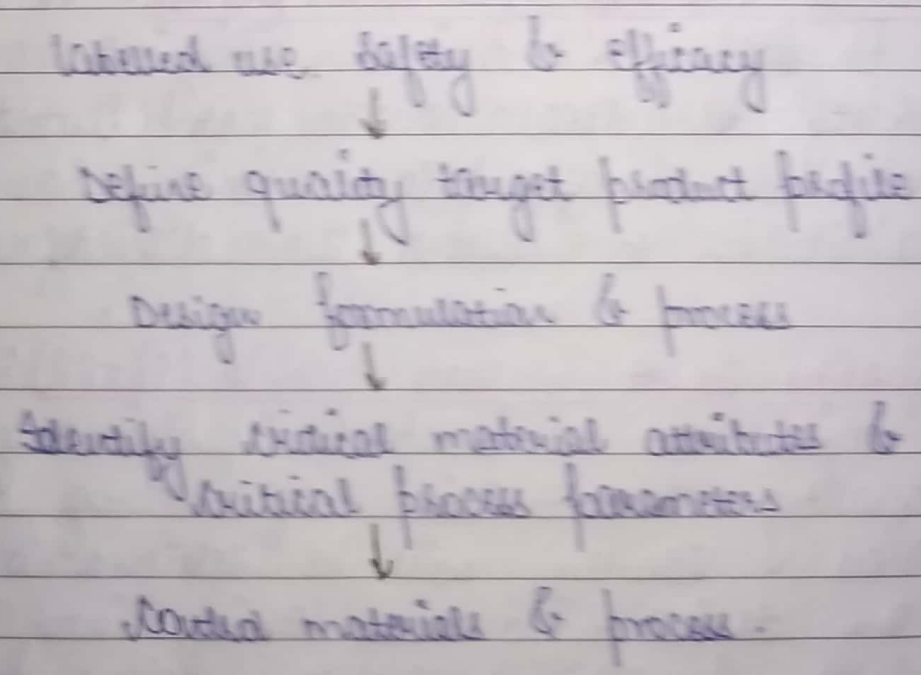 Labelled use safety & efficacy
↓
Define quality target product profile
↓
Design formulation & process
↓
Identify critical material attributes &
critical process parameters
↓
Control materials & process.